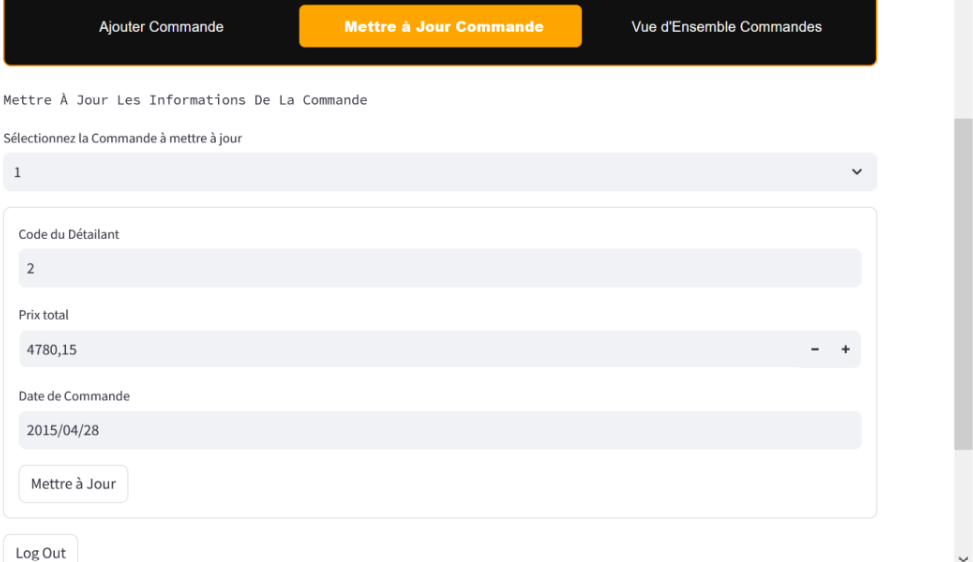 Ajouter Commande
Mettre à Jour Commande
Vue d'Ensemble Commandes
Mettre À Jour Les Informations De La Commande
Sélectionnez la Commande à mettre à jour
1
Code du Détailant
2
Prix total
4780,15
- +
Date de Commande
2015/04/28
Mettre à Jour
Log Out